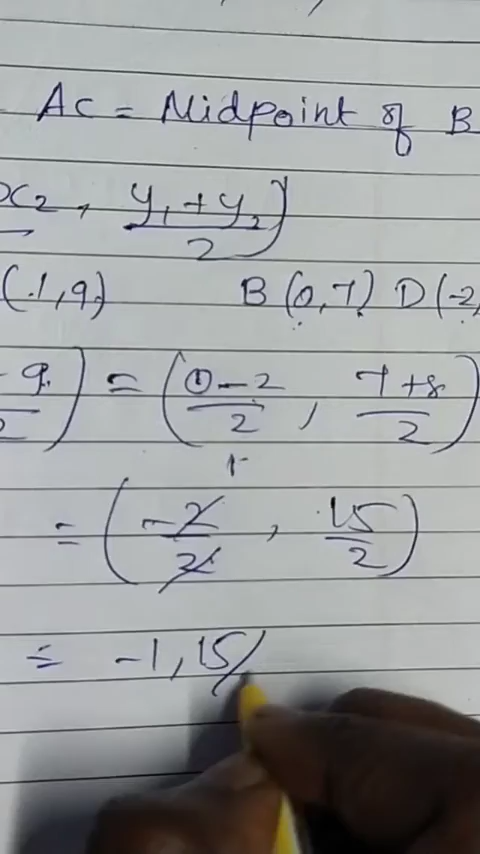 AC = Midpoint of B
x2, y1+y2/2)
(1,9) B (0,7) D(-2,
9/2) = (0-2/2, 7+8/2)
= (-2/2, 15/2)
= -1, 15/